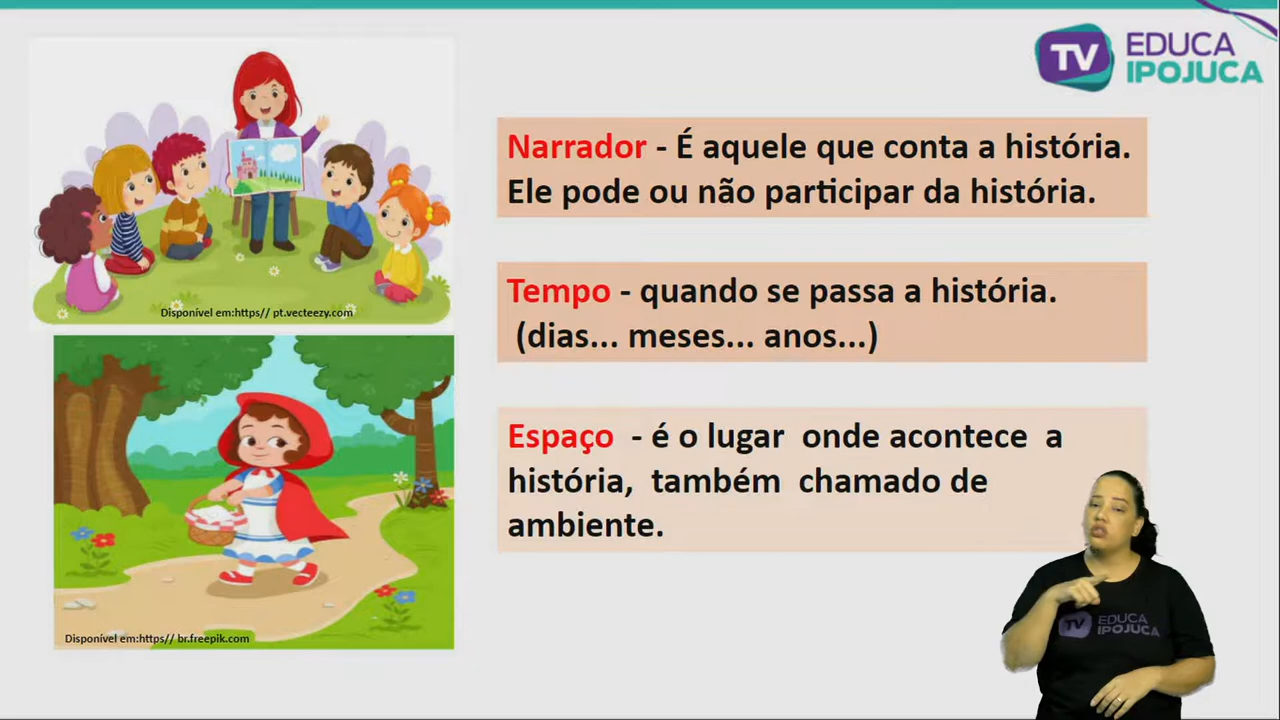 TV EDUCA
IPOJUCA
Narrador - É aquele que conta a história.
Ele pode ou não participar da história.
Tempo - quando se passa a história.
(dias... meses... anos...)
Espaço - é o lugar onde acontece a
história, também chamado de
ambiente.
Disponível em:https// pt.vecteezy.com
Disponível em:https// br.freepik.com
TV EDUCA
IPOJUCA